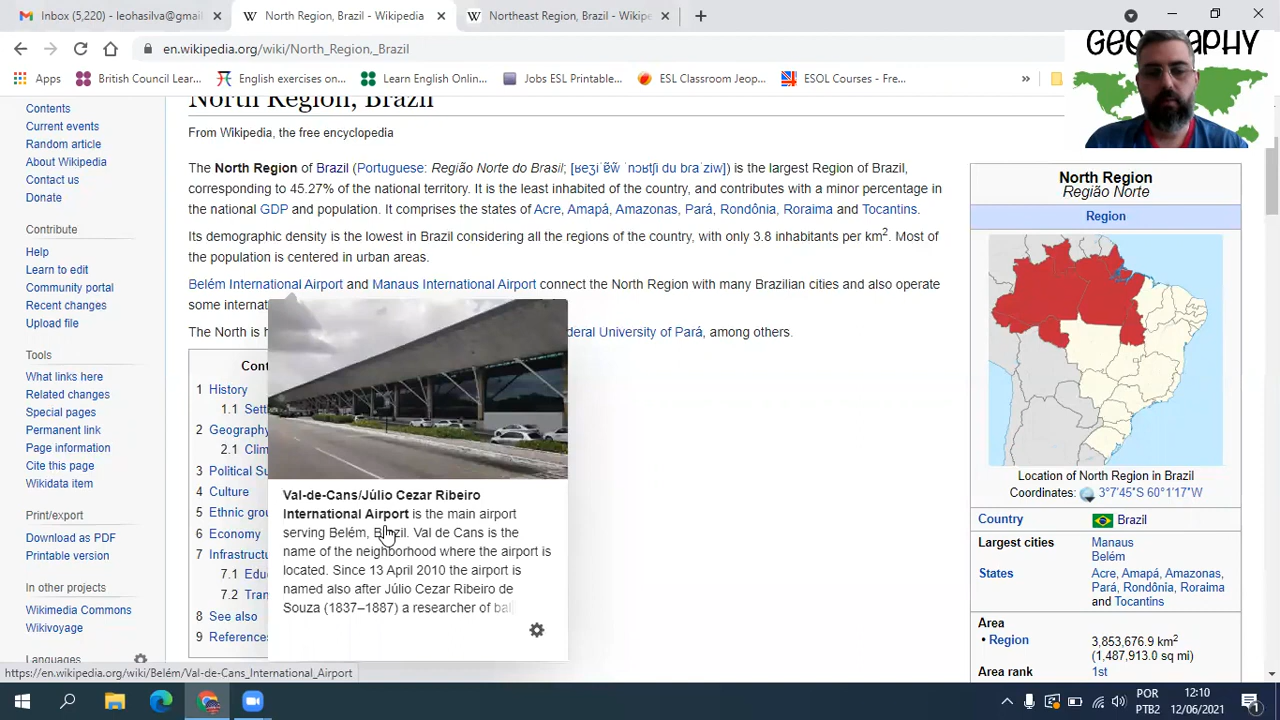 Inbox (5,220) - leohasilva@gmai
North Region, Brazil - Wikipedia
Northeast Region, Brazil - Wikipe
en.wikipedia.org/wiki/North_Region,_Brazil
GEOGRAPHY
Apps
British Council Lear...
English exercises on...
Learn English Online...
Jobs ESL Printable...
ESL Classroom Jeop...
ESOL Courses - Fre...
»
Contents
Current events
Random article
About Wikipedia
Contact us
Donate
Contribute
Help
Learn to edit
Community portal
Recent changes
Upload file
Tools
What links here
Related changes
Special pages
Permanent link
Page information
Cite this page
Wikidata item
Print/export
Download as PDF
Printable version
In other projects
Wikimedia Commons
Wikivoyage
Languages
North Region, Brazil
From Wikipedia, the free encyclopedia
The North Region of Brazil (Portuguese: Região Norte do Brasil; [ʁeʒiˈɐ̃w̃ ˈnɔʁtʃi du bɾaˈziw]) is the largest Region of Brazil,
corresponding to 45.27% of the national territory. It is the least inhabited of the country, and contributes with a minor percentage in
the national GDP and population. It comprises the states of Acre, Amapá, Amazonas, Pará, Rondônia, Roraima and Tocantins.
Its demographic density is the lowest in Brazil considering all the regions of the country, with only 3.8 inhabitants per km2. Most of
the population is centered in urban areas.
Belém International Airport and Manaus International Airport connect the North Region with many Brazilian cities and also operate
some internat
The North is h
deral University of Pará, among others.
Cont
1 History
1.1 Sett
2 Geography
2.1 Clim
3 Political Su
4 Culture
5 Ethnic grou
6 Economy
7 Infrastruct
7.1 Edu
7.2 Tran
8 See also
9 References
Val-de-Cans/Júlio Cezar Ribeiro
International Airport is the main airport
serving Belém, Brazil. Val de Cans is the
name of the neighborhood where the airport is
located. Since 13 April 2010 the airport is
named also after Júlio Cezar Ribeiro de
Souza (1837–1887) a researcher of bal
North Region
Região Norte
Region
Location of North Region in Brazil
Coordinates: 3°7′45″S 60°1′17″W
Country Brazil
Largest cities Manaus
Belém
States Acre, Amapá, Amazonas,
Pará, Rondônia, Roraima
and Tocantins
Area
• Region 3,853,676.9 km2
(1,487,913.0 sq mi)
Area rank 1st
https://en.wikipedia.org/wiki/Belém/Val-de-Cans_International_Airport
POR
PTB2
12:10
12/06/2021
1